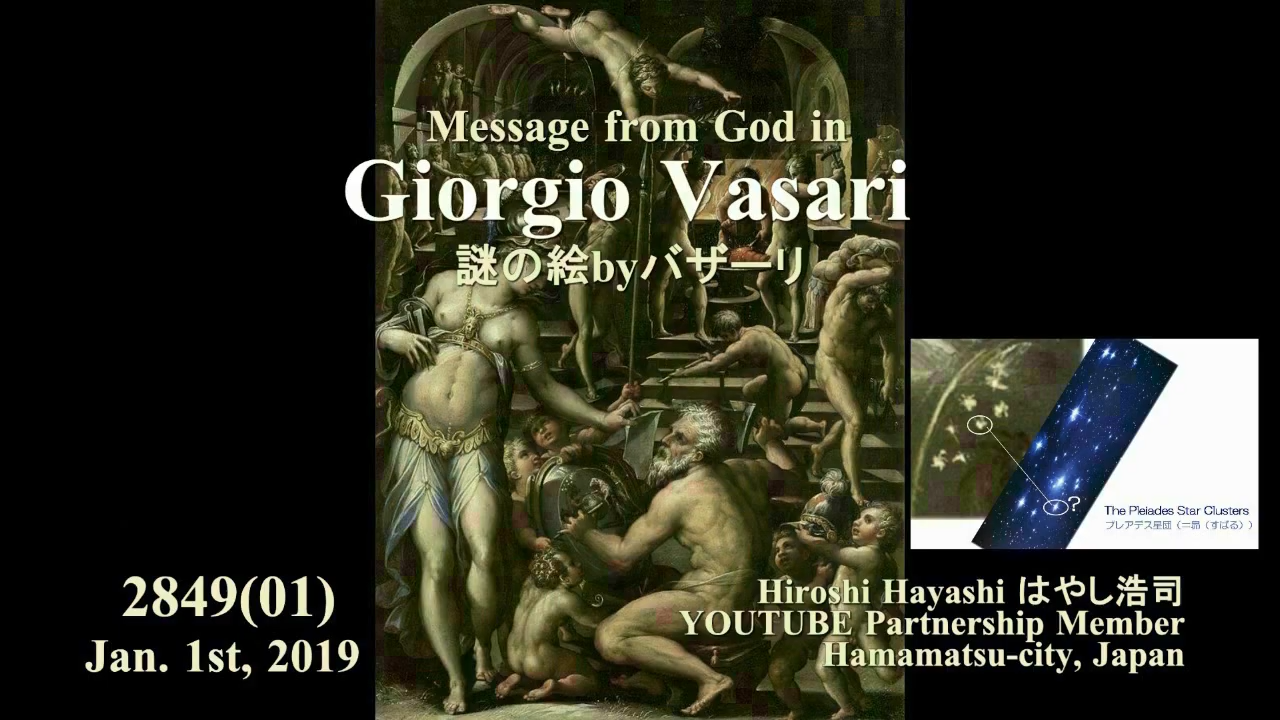 Message from God in
Giorgio Vasari
謎の絵byバザーリ
?
The Pleiades Star Clusters
プレアデス星団（＝昴（すばる））
2849(01)
Jan. 1st, 2019
Hiroshi Hayashi はやし浩司
YOUTUBE Partnership Member
Hamamatsu-city, Japan